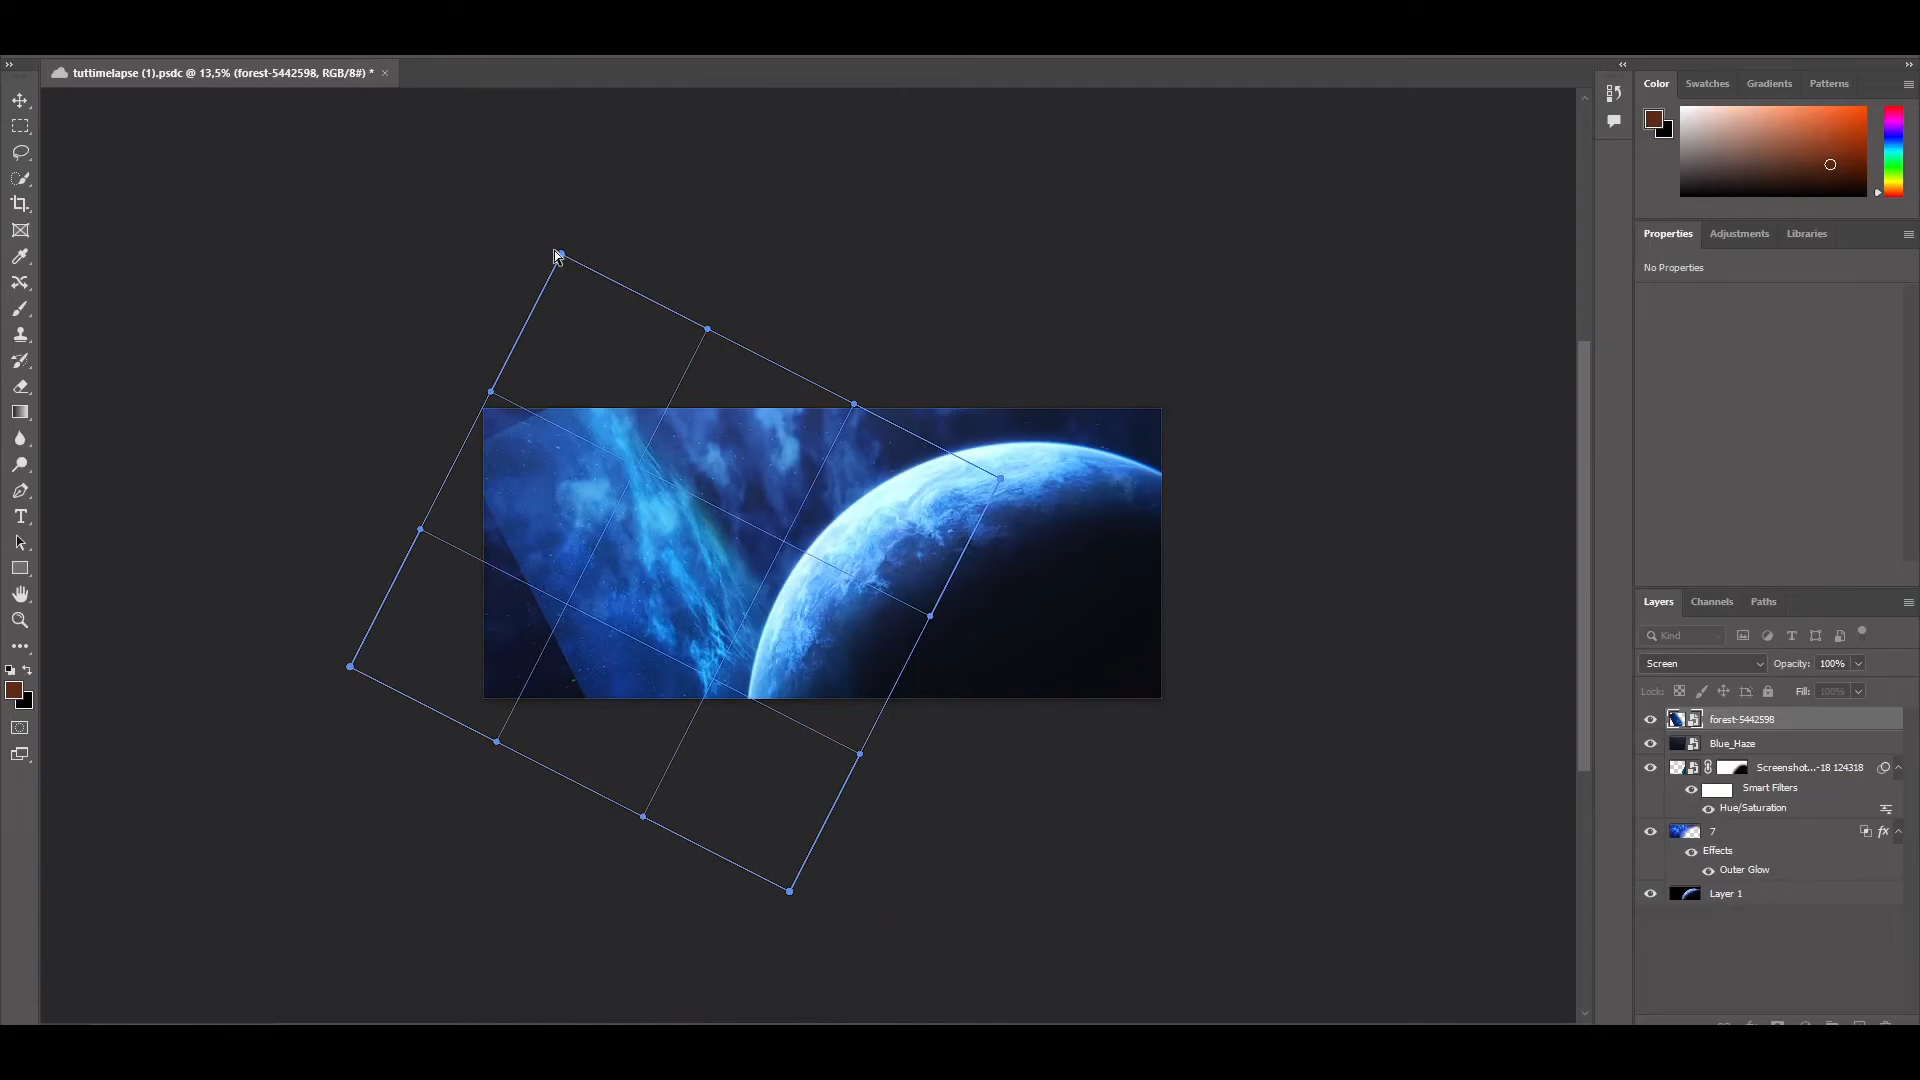 tuttimelapse (1).psdc @ 13,5% (forest-5442598, RGB/8#) *
Color Swatches Gradients Patterns
Properties Adjustments Libraries
No Properties
Layers Channels Paths
Kind
Screen Opacity: 100%
Lock: Fill: 100%
forest-5442598
Blue_Haze
Screenshot...-18 124318
Smart Filters
Hue/Saturation
7 fx
Effects
Outer Glow
Layer 1